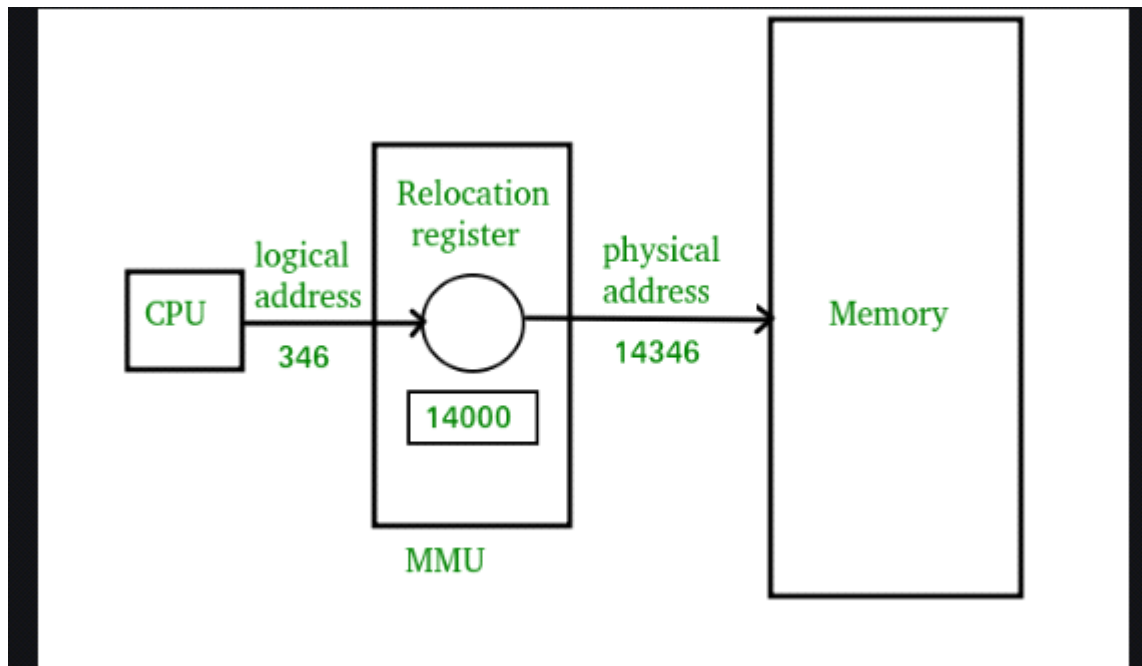 Relocation
register
logical
address
physical
address
CPU
Memory
346
14346
14000
MMU